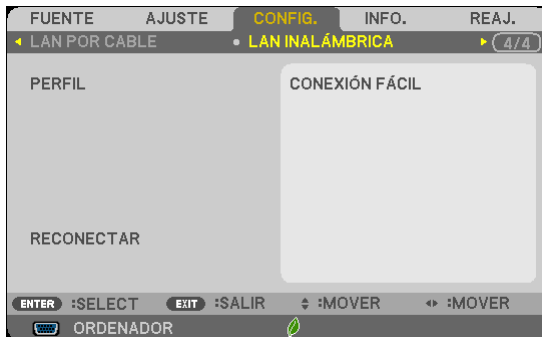 FUENTE AJUSTE CONFIG. INFO. REAJ.
LAN POR CABLE • LAN INALÁMBRICA 4/4
PERFIL CONEXIÓN FÁCIL
RECONECTAR
ENTER :SELECT EXIT :SALIR :MOVER :MOVER
ORDENADOR